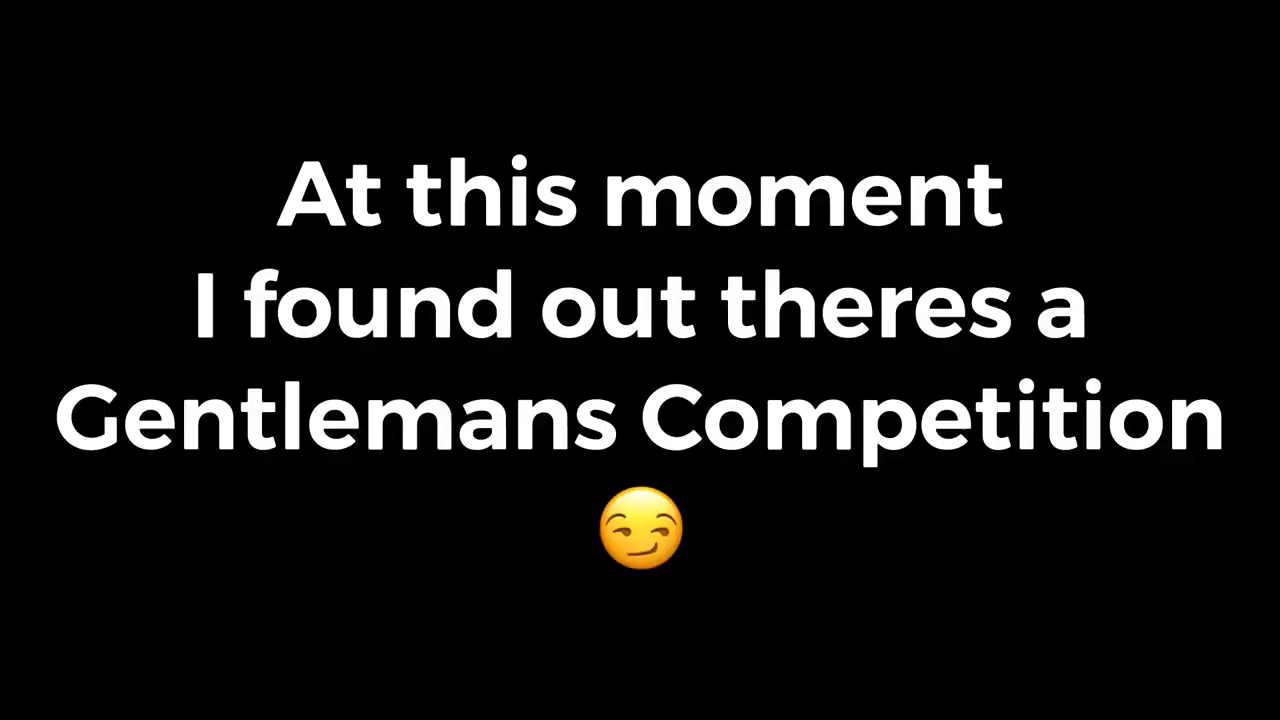 At this moment
I found out theres a
Gentlemans Competition
😏